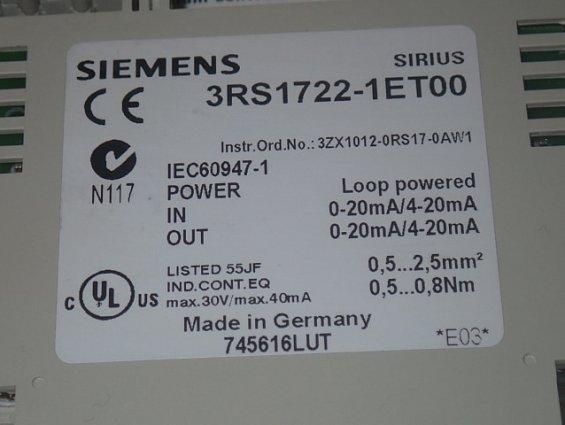 SIEMENS SIRIUS
CE 3RS1722-1ET00
Instr.Ord.No.: 3ZX1012-0RS17-0AW1
IEC60947-1
N117 POWER Loop powered
IN 0-20mA/4-20mA
OUT 0-20mA/4-20mA
LISTED 55JF 0,5...2,5mm²
IND.CONT.EQ 0,5...0,8Nm
C UL US max.30V/max.40mA
Made in Germany
745616LUT *E03*